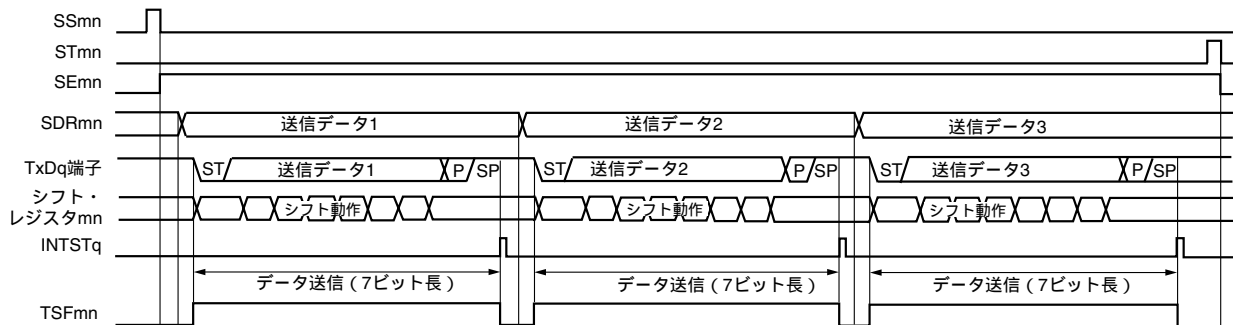 SSmn
STmn
SEmn
SDRmn 送信データ1 送信データ2 送信データ3
TxDq端子 ST 送信データ1 P SP ST 送信データ2 P SP ST 送信データ3 P SP
シフト・
レジスタmn シフト動作 シフト動作 シフト動作
INTSTq
データ送信(7ビット長) データ送信(7ビット長) データ送信(7ビット長)
TSFmn